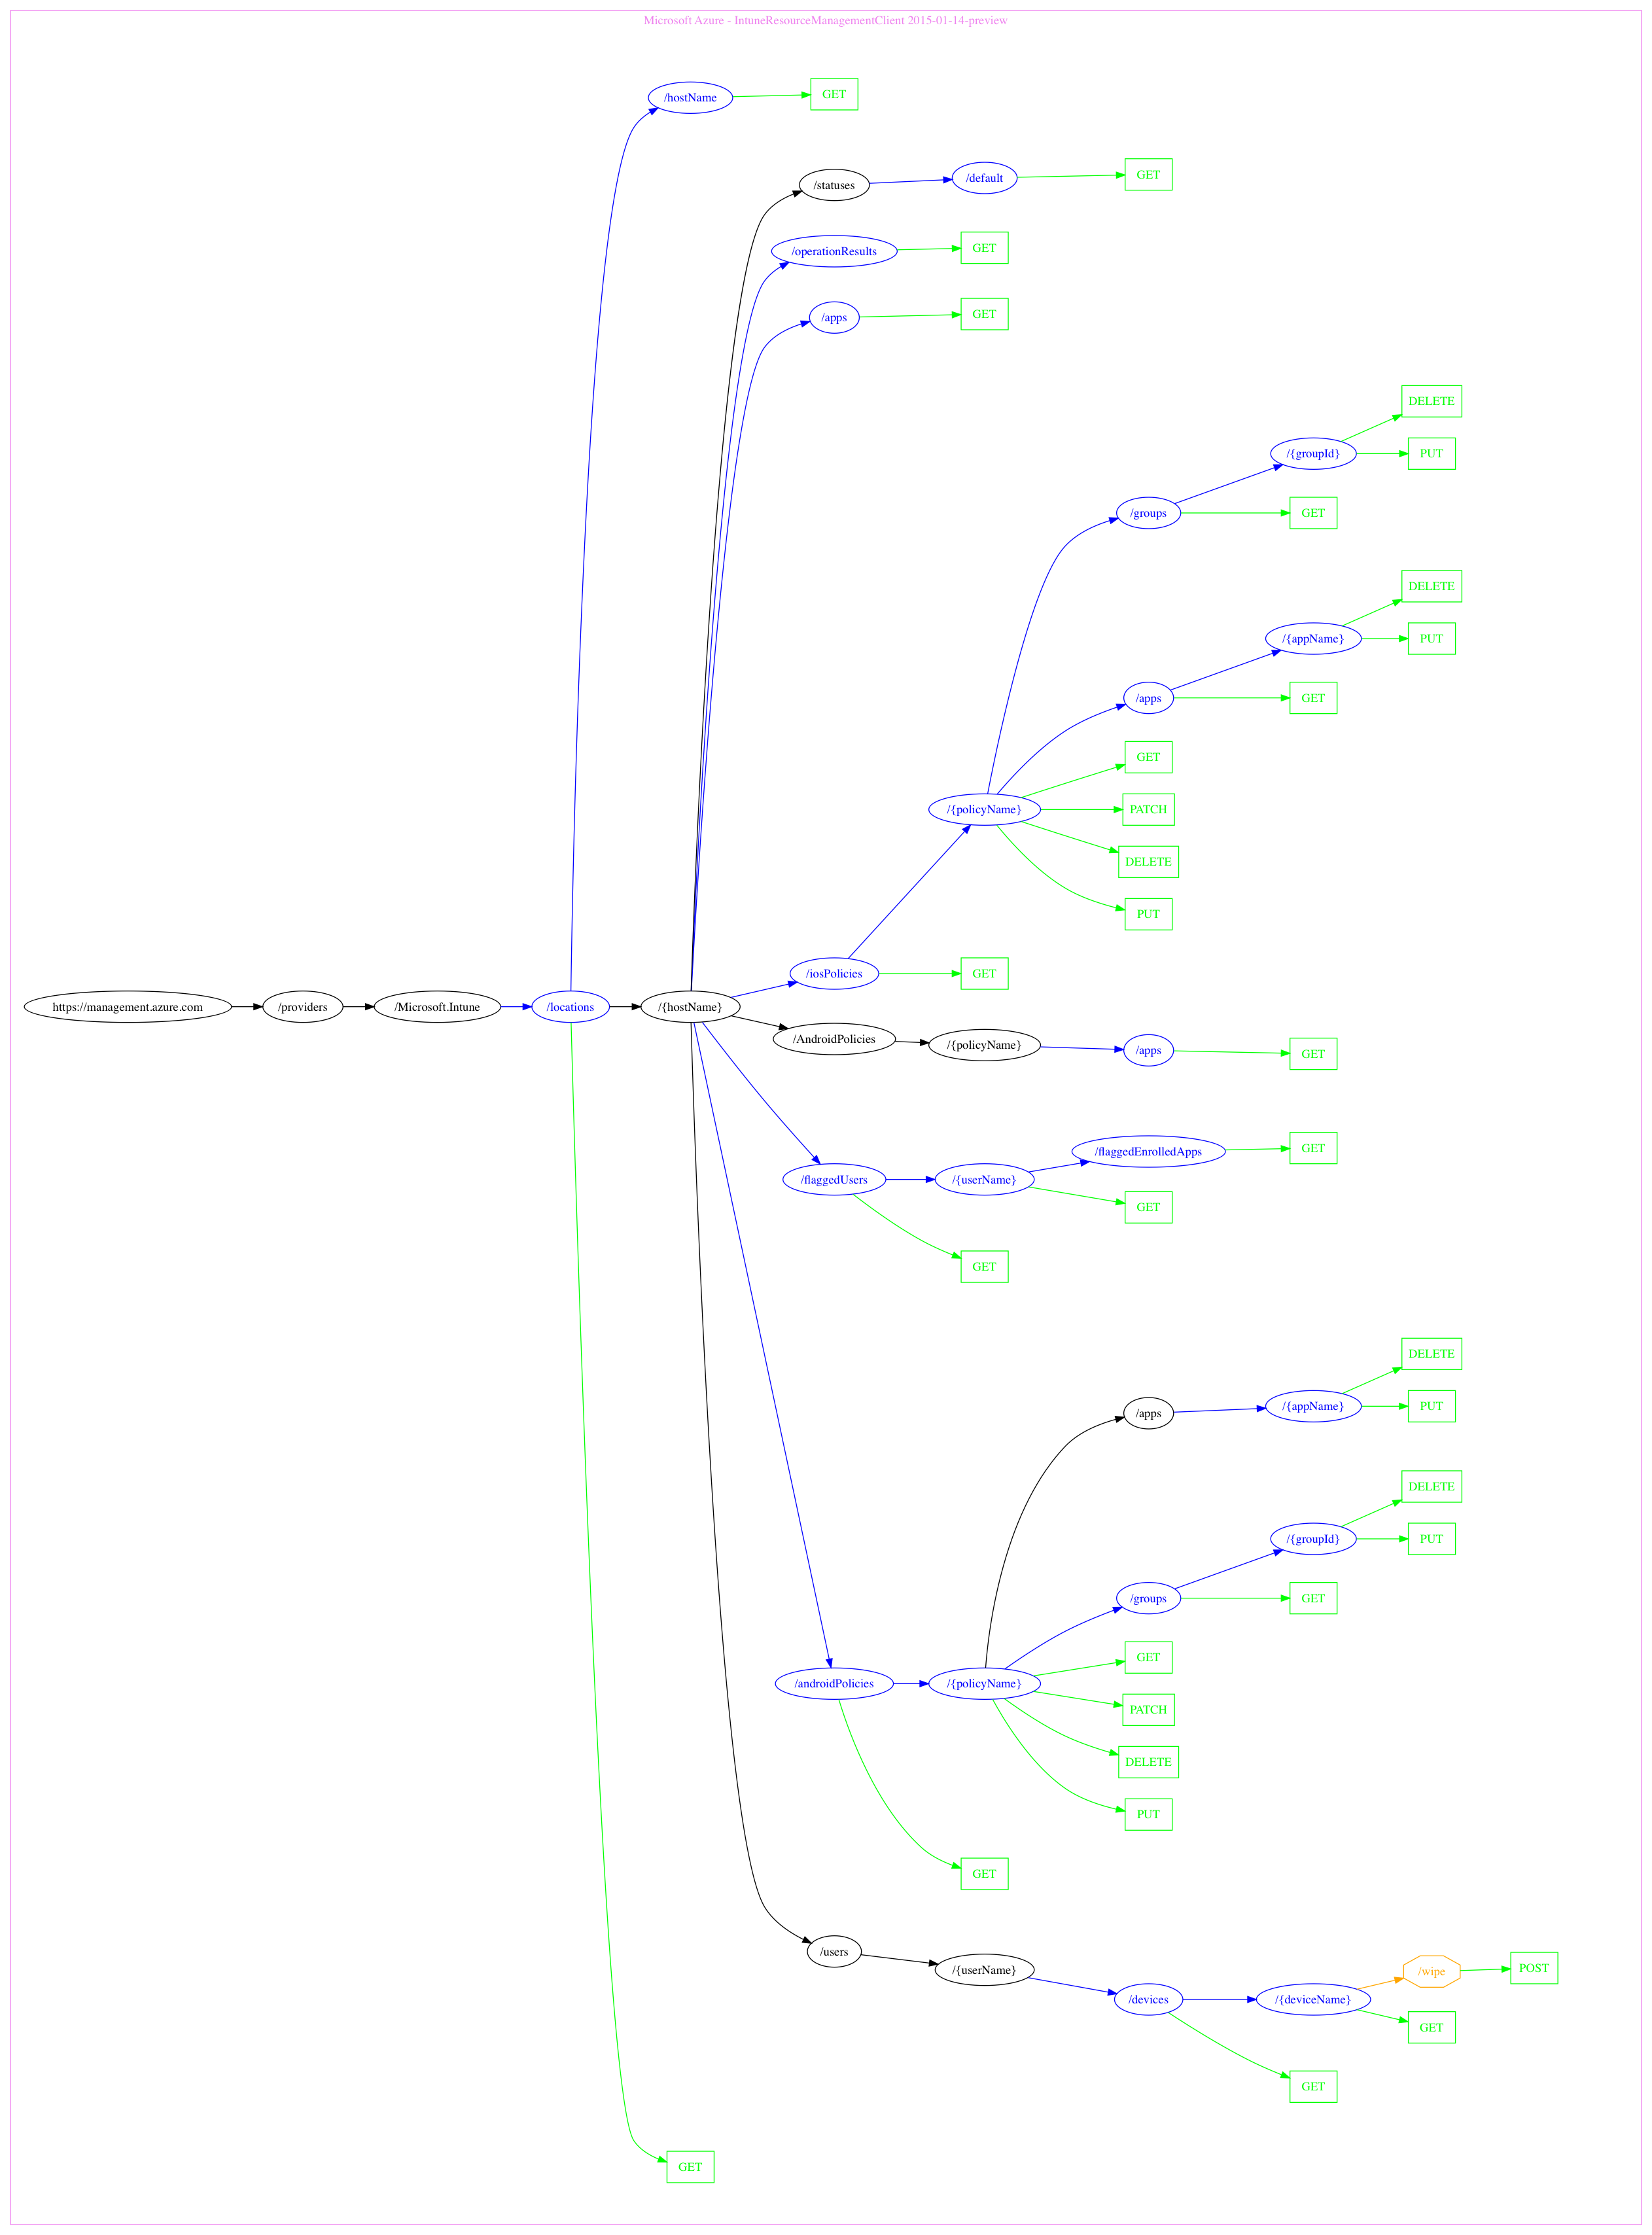 Microsoft Azure - IntuneResourceManagementClient 2015-01-14-preview
/hostName
GET
/statuses
/default
GET
/operationResults
GET
/apps
GET
DELETE
/{groupId}
PUT
/groups
GET
DELETE
/{appName}
PUT
/apps
GET
GET
/{policyName}
PATCH
DELETE
PUT
/iosPolicies
GET
https://management.azure.com
/providers
/Microsoft.Intune
/locations
/{hostName}
/AndroidPolicies
/{policyName}
/apps
GET
/flaggedEnrolledApps
GET
/flaggedUsers
/{userName}
GET
GET
DELETE
/apps
/{appName}
PUT
DELETE
/{groupId}
PUT
/groups
GET
GET
/androidPolicies
/{policyName}
PATCH
DELETE
PUT
GET
/users
/{userName}
/wipe
POST
/devices
/{deviceName}
GET
GET
GET